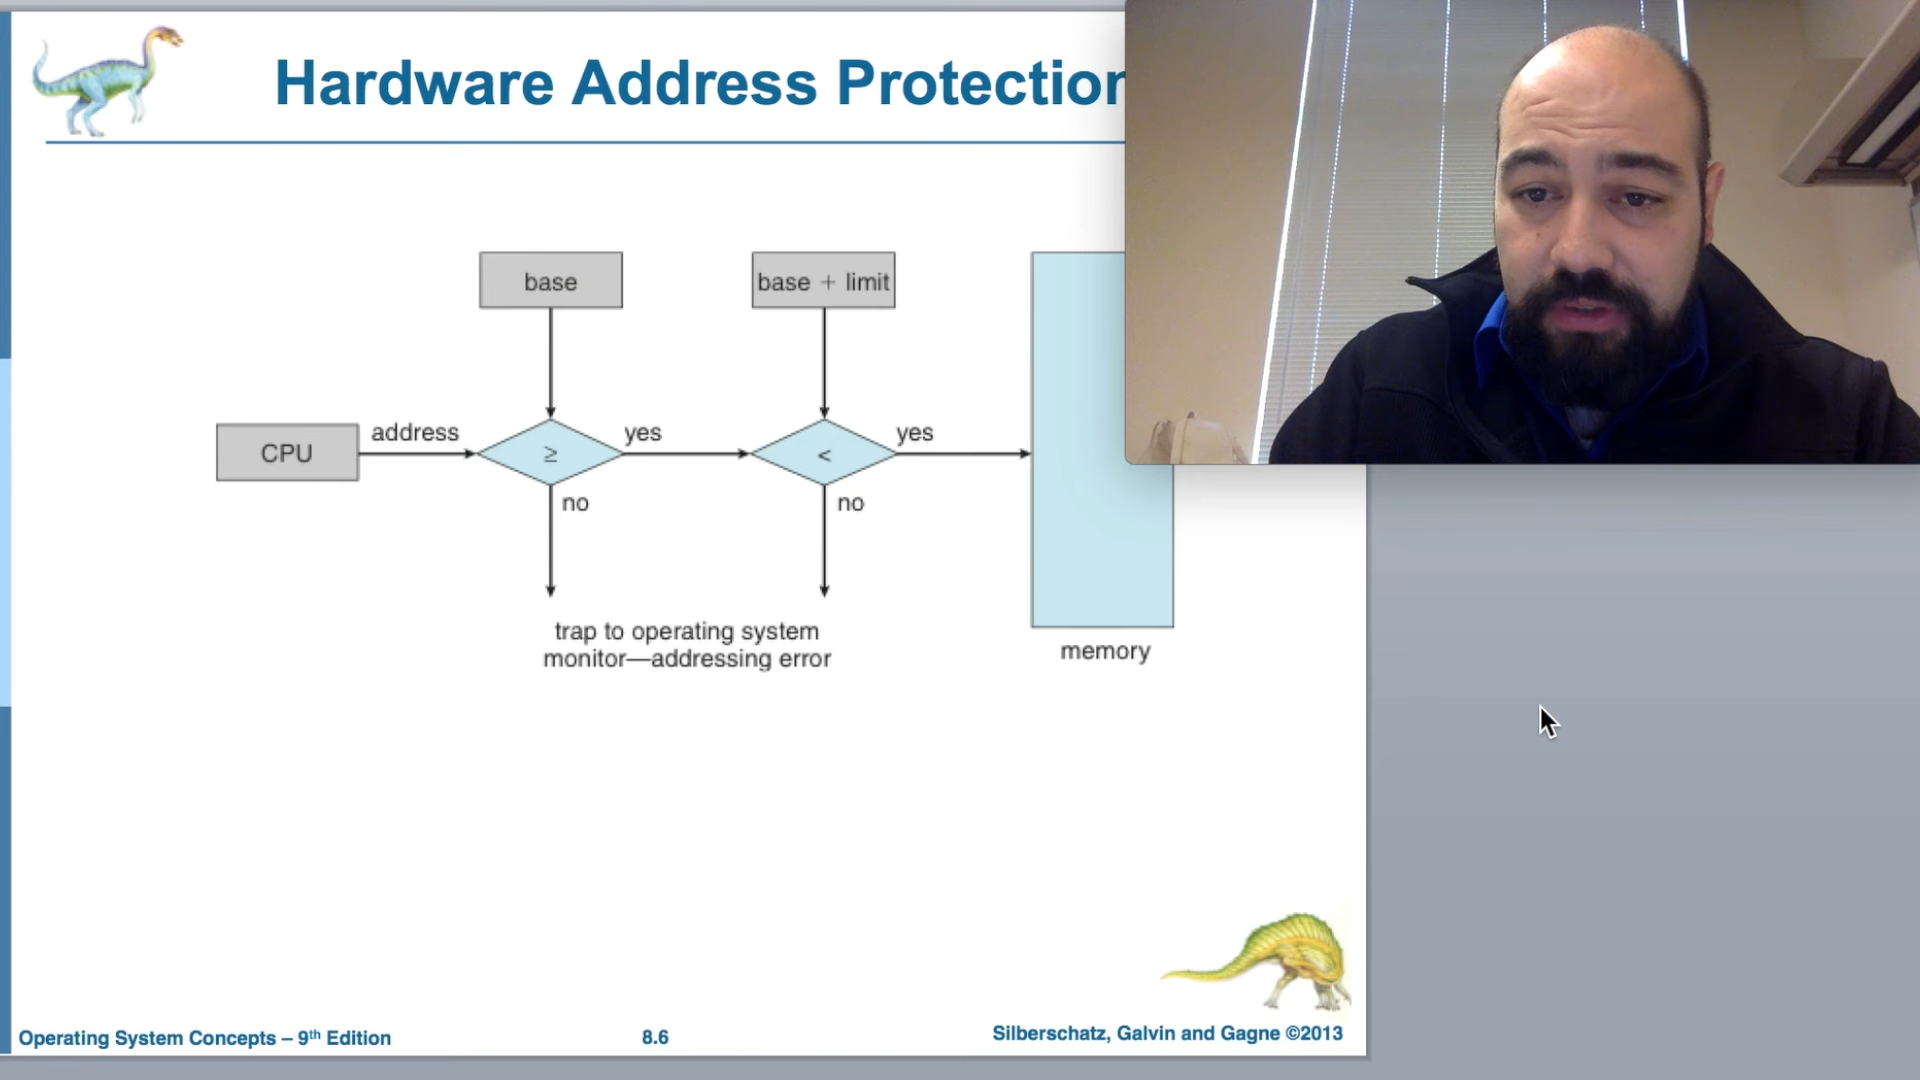 Hardware Address Protection
base
base + limit
CPU
address
≥
yes
<
yes
no
no
trap to operating system
monitor—addressing error
memory
Operating System Concepts – 9th Edition
8.6
Silberschatz, Galvin and Gagne ©2013